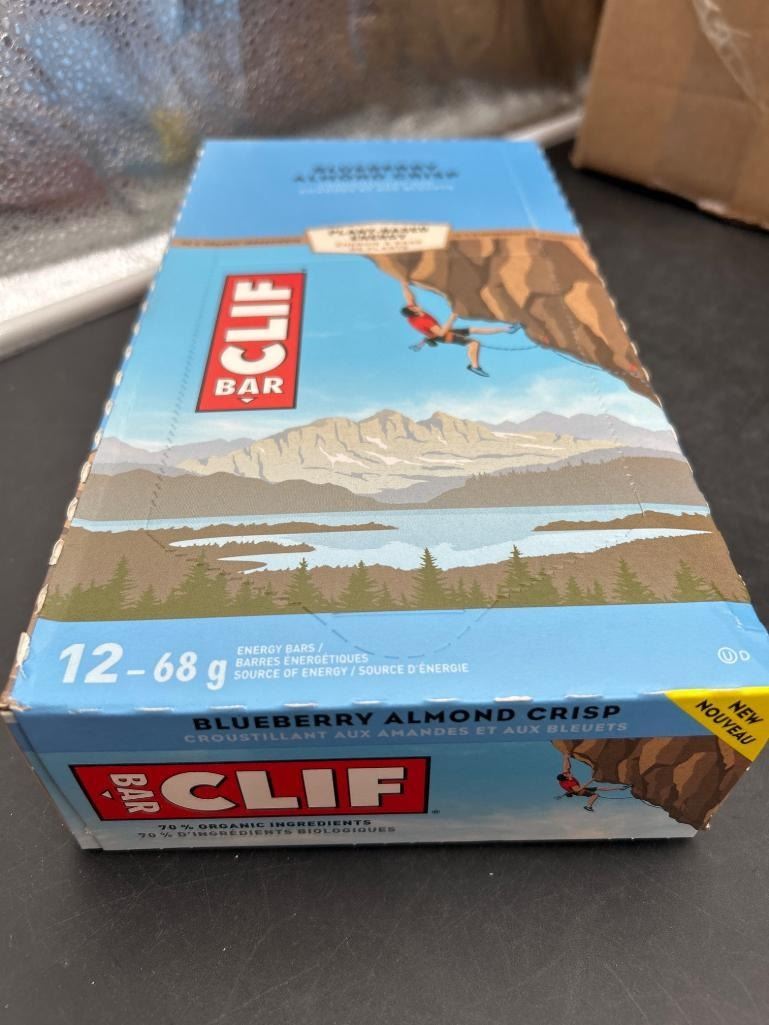 BLUEBERRY
ALMOND CRISP
PLANT-BASED
ENERGY
CLIF
BAR
12 – 68 g
ENERGY BARS /
BARRES ÉNERGÉTIQUES
SOURCE OF ENERGY / SOURCE D'ÉNERGIE
U D
BLUEBERRY ALMOND CRISP
CROUSTILLANT AUX AMANDES ET AUX BLEUETS
NEW
NOUVEAU
BAR CLIF
70 % ORGANIC INGREDIENTS
70 % D'INGRÉDIENTS BIOLOGIQUES